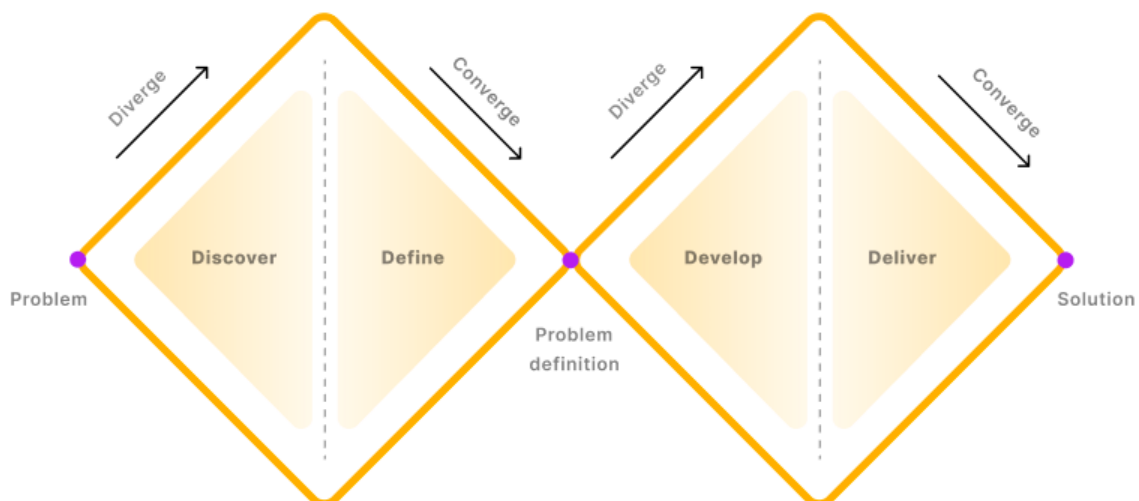 Diverge
Converge
Diverge
Converge
Discover
Define
Develop
Deliver
Problem
Problem
definition
Solution